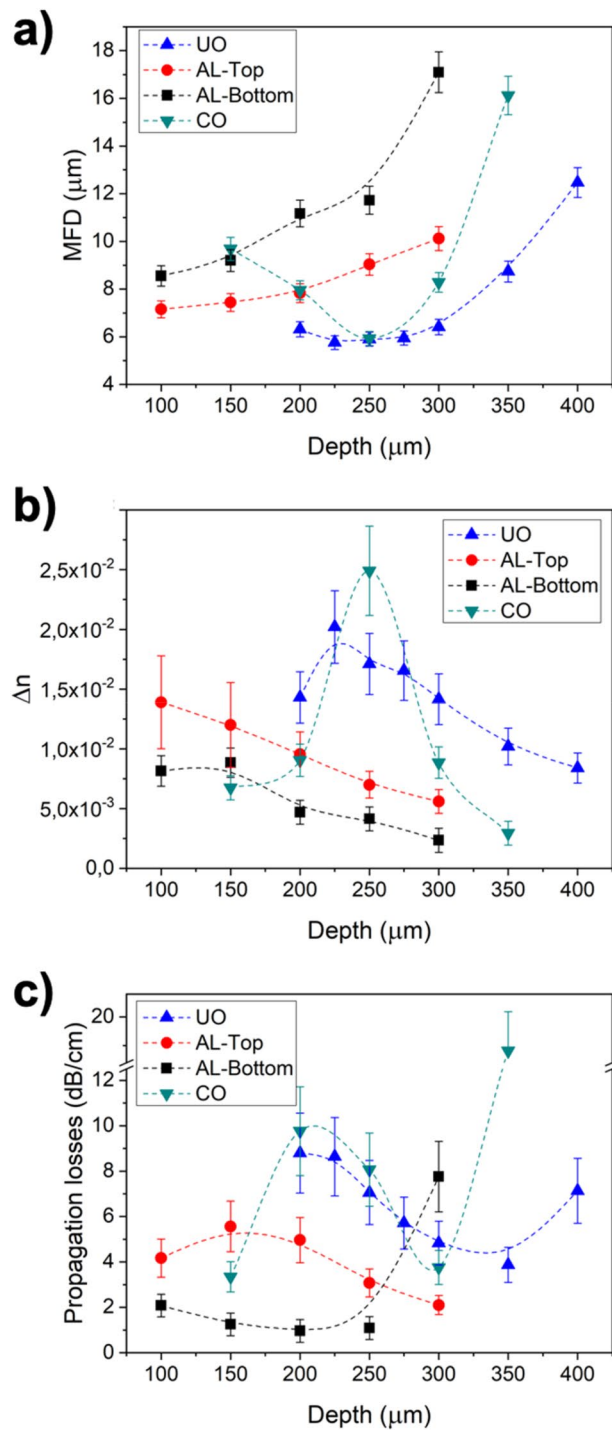 a)
18
16
14
12
10
8
6
4
MFD (μm)
UO
AL-Top
AL-Bottom
CO
100 150 200 250 300 350 400
Depth (μm)
b)
2,5x10⁻²
2,0x10⁻²
1,5x10⁻²
1,0x10⁻²
5,0x10⁻³
0,0
Δn
UO
AL-Top
AL-Bottom
CO
100 150 200 250 300 350 400
Depth (μm)
c)
20
12
10
8
6
4
2
0
Propagation losses (dB/cm)
UO
AL-Top
AL-Bottom
CO
100 150 200 250 300 350 400
Depth (μm)